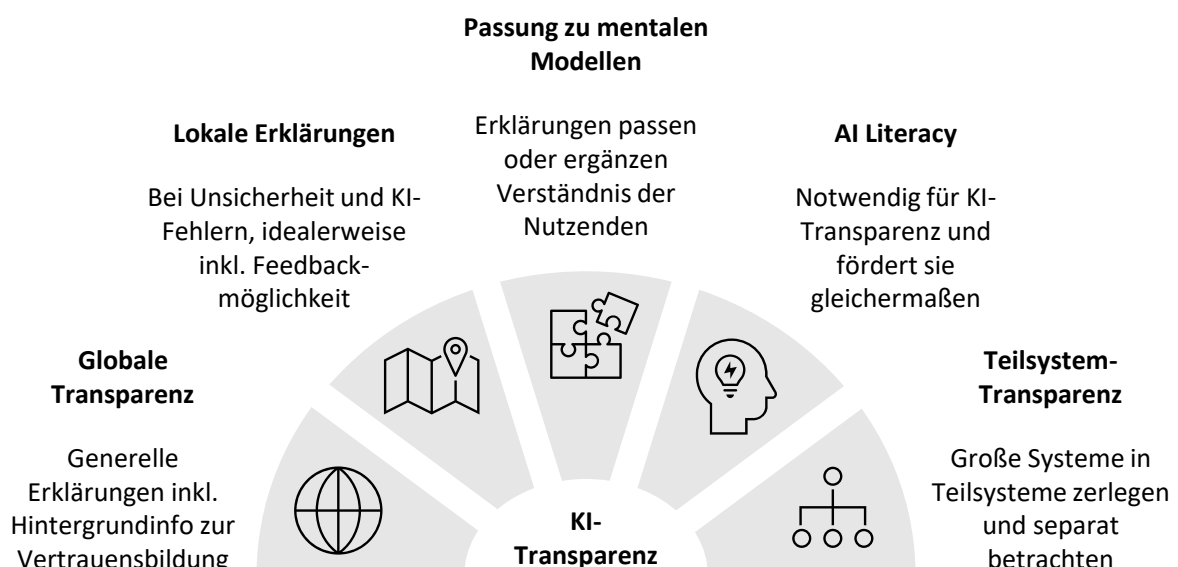 Passung zu mentalen
Modellen
Erklärungen passen
oder ergänzen
Verständnis der
Nutzenden
Lokale Erklärungen
Bei Unsicherheit und KI-
Fehlern, idealerweise
inkl. Feedback-
möglichkeit
AI Literacy
Notwendig für KI-
Transparenz und
fördert sie
gleichermaßen
Globale
Transparenz
Generelle
Erklärungen inkl.
Hintergrundinfo zur
Vertrauensbildung
Teilsystem-
Transparenz
Große Systeme in
Teilsysteme zerlegen
und separat
betrachten
KI-
Transparenz